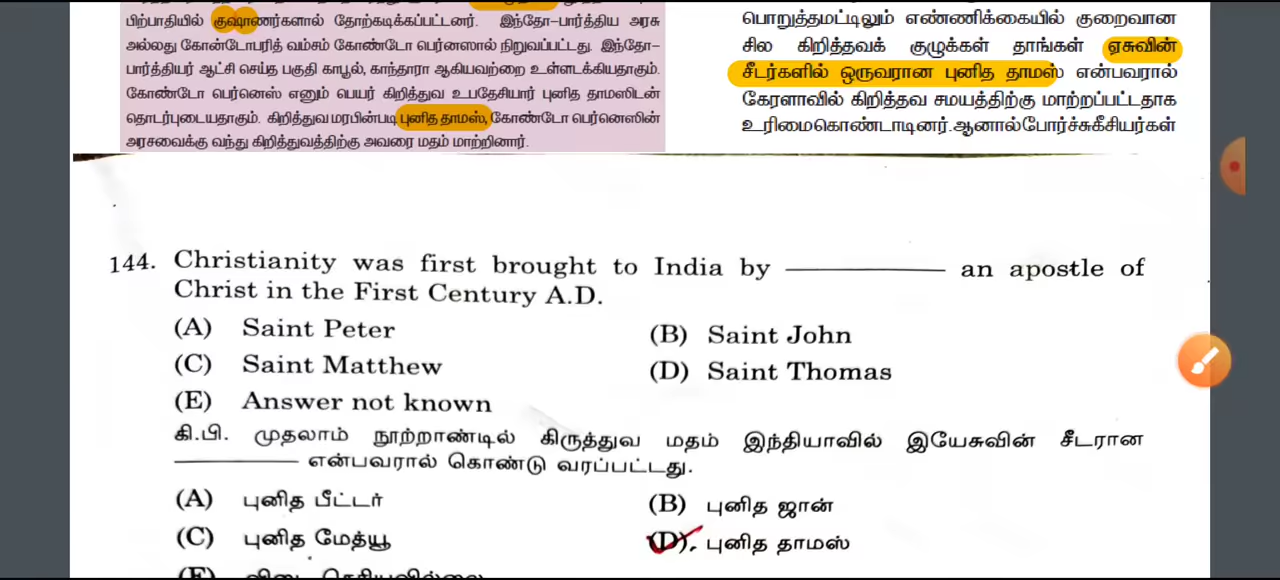 பிற்பாதியில் குஷாணர்களால் தோற்கடிக்கப்பட்டனர். இந்தோ-பார்த்திய அரசு
அல்லது கோன்டோபரித் வம்சம் கோண்டோ பெர்னஸால் நிறுவப்பட்டது. இந்தோ-
பார்த்தியர் ஆட்சி செய்த பகுதி காபூல், காந்தாரா ஆகியவற்றை உள்ளடக்கியதாகும்.
கோண்டோ பெர்னெஸ் எனும் பெயர் கிறித்துவ உபதேசியார் புனித தாமஸிடன்
தொடர்புடையதாகும். கிறித்துவ மரபின்படி புனித தாமஸ், கோண்டோ பெர்னெஸின்
அரசவைக்கு வந்து கிறித்துவத்திற்கு அவரை மதம் மாற்றினார்.
பொறுத்தமட்டிலும் எண்ணிக்கையில் குறைவான
சில கிறித்தவக் குழுக்கள் தாங்கள் ஏசுவின்
சீடர்களில் ஒருவரான புனித தாமஸ் என்பவரால்
கேரளாவில் கிறித்தவ சமயத்திற்கு மாற்றப்பட்டதாக
உரிமைகொண்டாடினர்.ஆனால்போர்ச்சுகீசியர்கள்
144. Christianity was first brought to India by ———— an apostle of
Christ in the First Century A.D.
(A) Saint Peter (B) Saint John
(C) Saint Matthew (D) Saint Thomas
(E) Answer not known
கி.பி. முதலாம் நூற்றாண்டில் கிருத்துவ மதம் இந்தியாவில் இயேசுவின் சீடரான
———— என்பவரால் கொண்டு வரப்பட்டது.
(A) புனித பீட்டர் (B) புனித ஜான்
(C) புனித மேத்யூ (D) புனித தாமஸ்
(E) விடை தெரியவில்லை